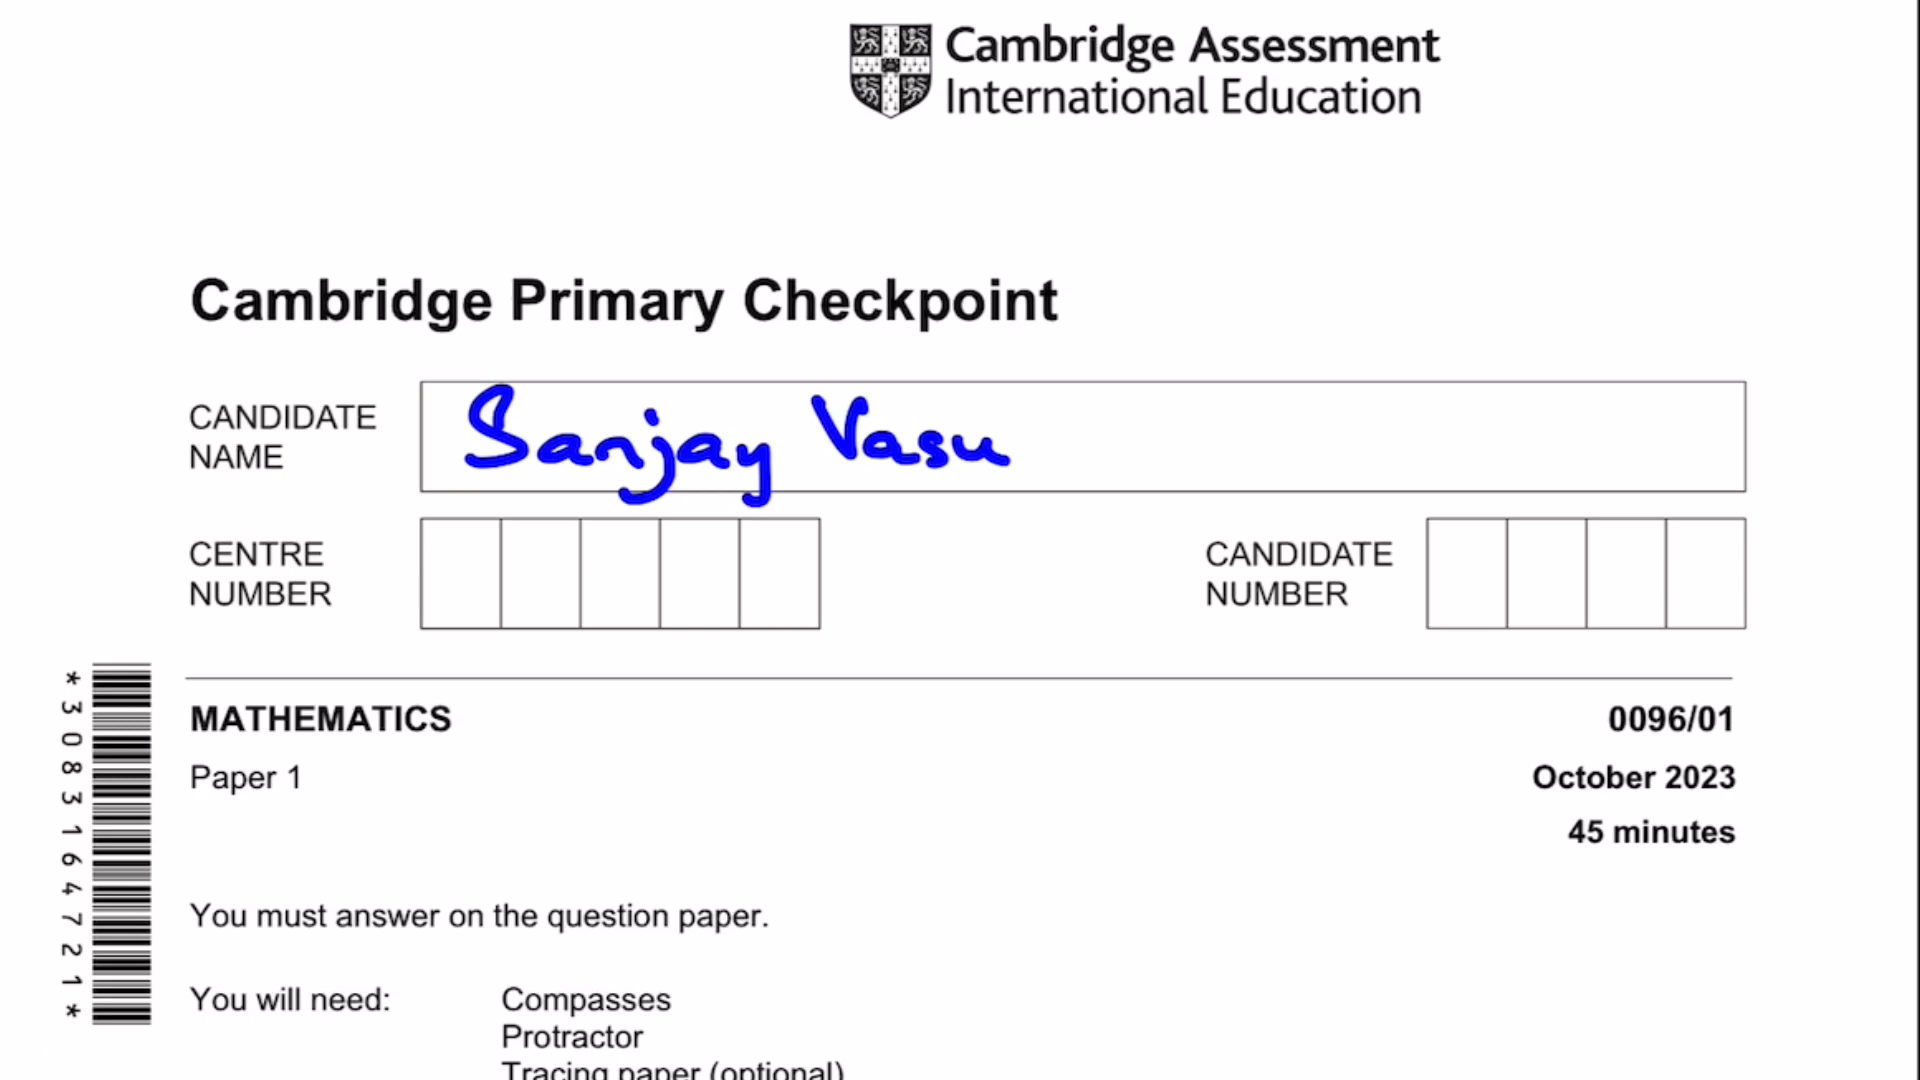 Cambridge Assessment
International Education
Cambridge Primary Checkpoint
CANDIDATE
NAME
Sanjay Vasu
CENTRE
NUMBER
CANDIDATE
NUMBER
MATHEMATICS 0096/01
Paper 1 October 2023
45 minutes
You must answer on the question paper.
You will need: Compasses
Protractor
Tracing paper (optional)
*3083164721*